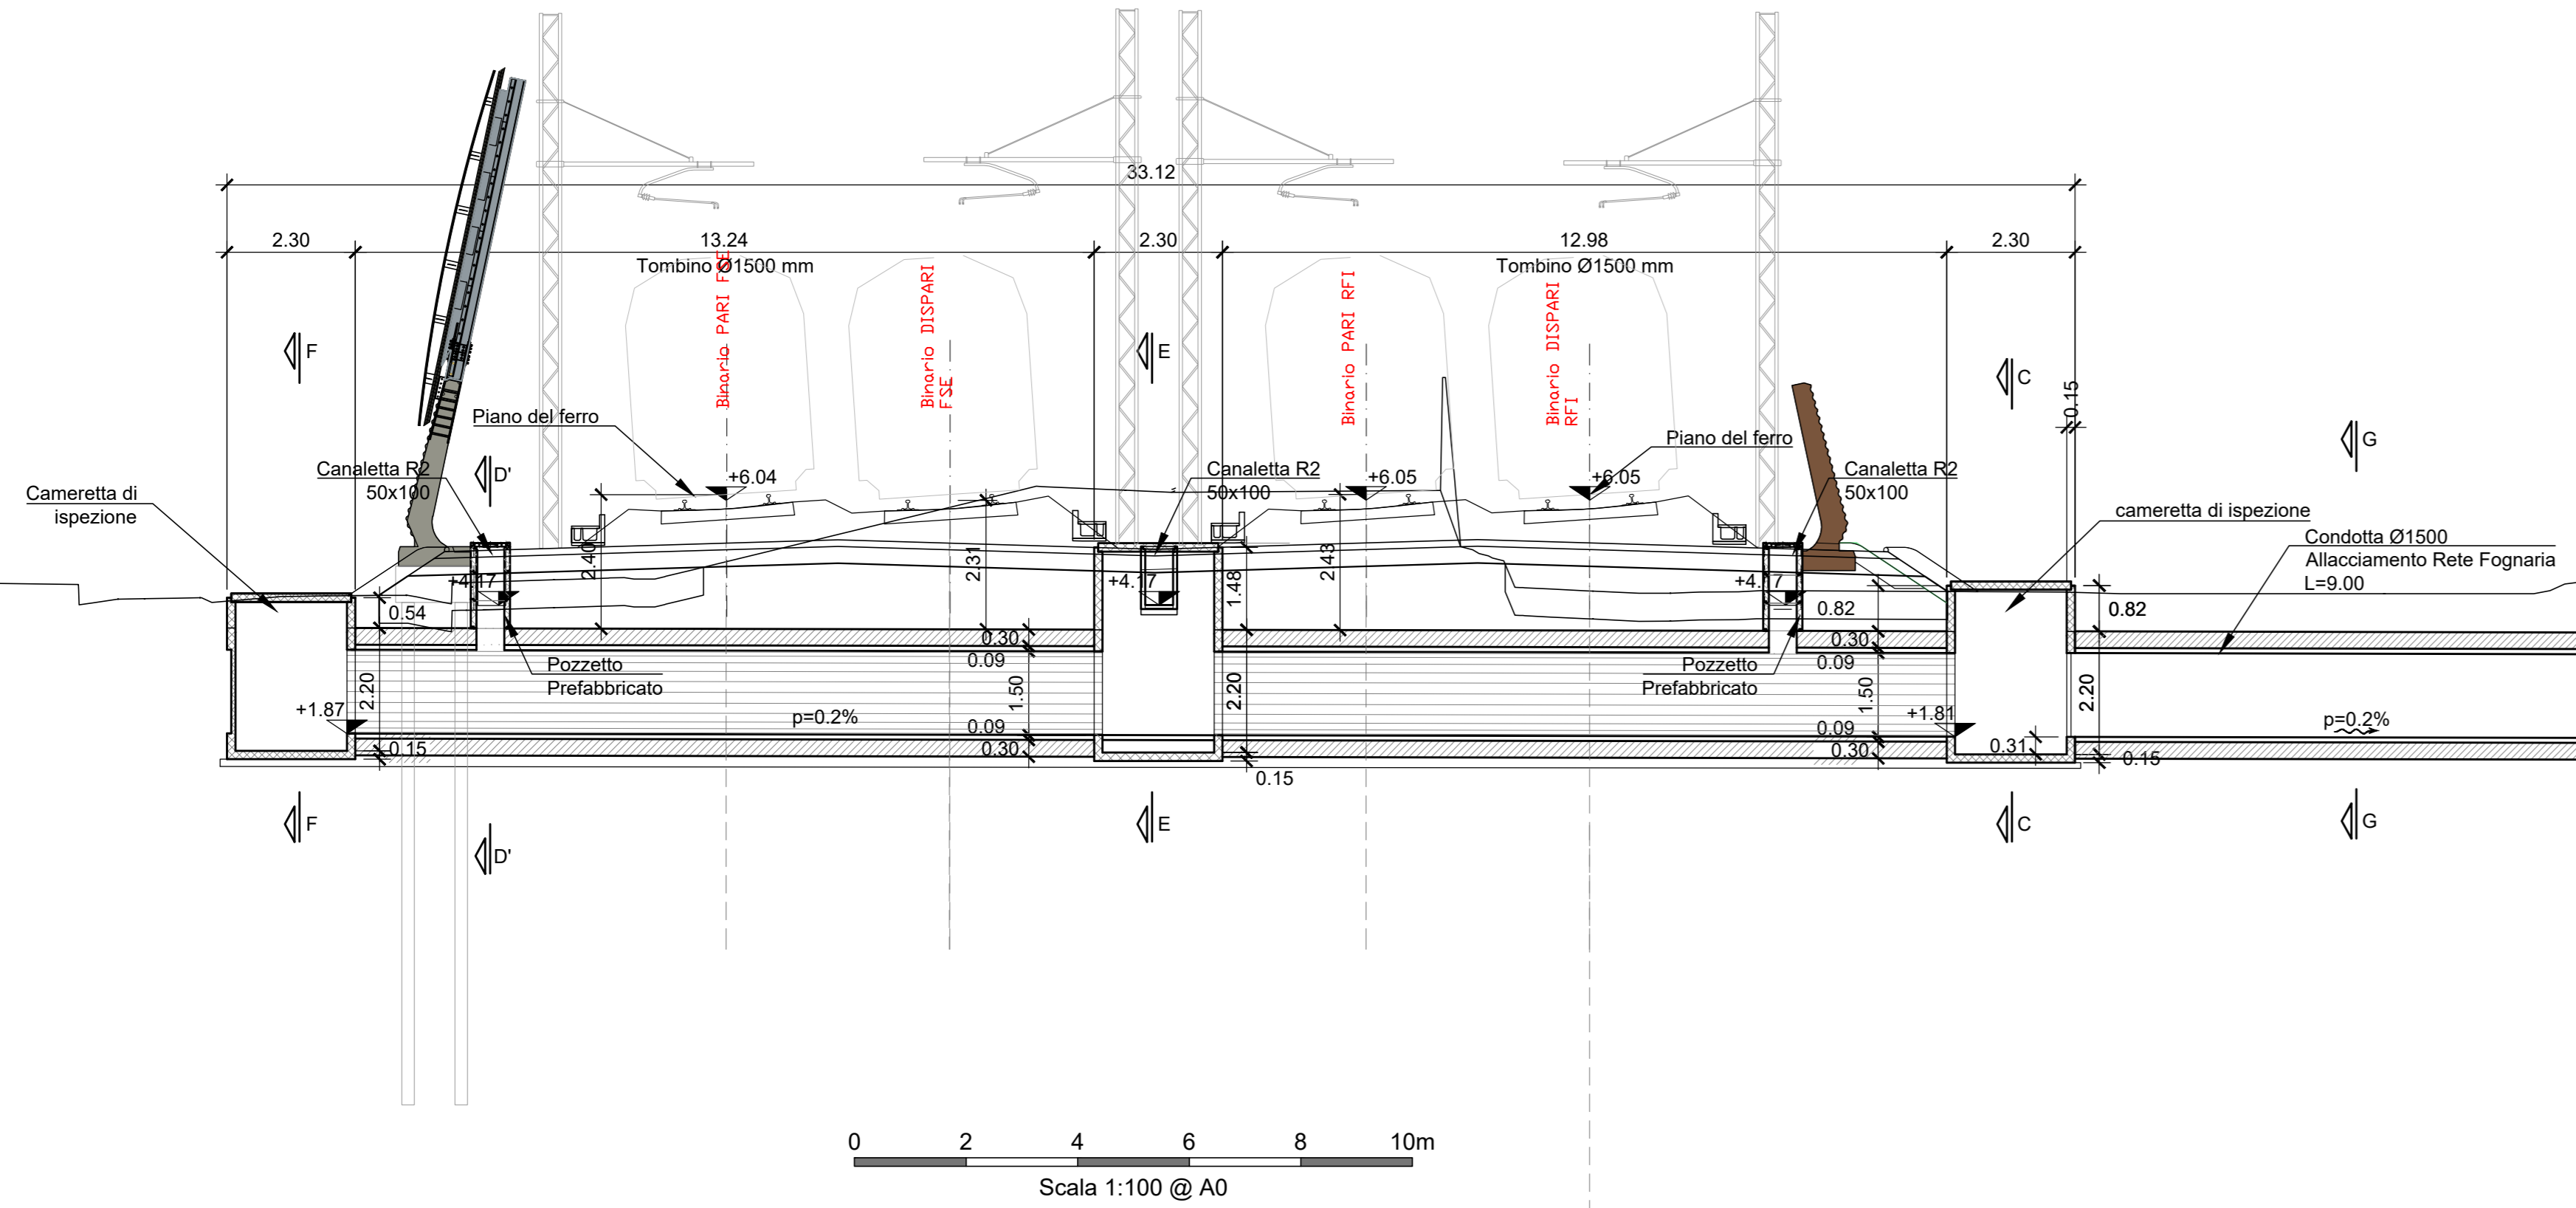 33.12
2.30
13.24
2.30
12.98
2.30
Tombino Ø1500 mm
Tombino Ø1500 mm
Binario PARI FSE
Binario DISPARI
FSE
Binario PARI RFI
Binario DISPARI
RFI
F
E
C
0.15
G
Piano del ferro
Piano del ferro
Canaletta R2
50x100
D'
+6.04
Canaletta R2
50x100
+6.05
+6.05
Canaletta R2
50x100
Cameretta di
ispezione
cameretta di ispezione
Condotta Ø1500
Allacciamento Rete Fognaria
L=9.00
2.40
2.31
2.43
1.48
+4.17
+4.17
+4.17
0.54
0.82
0.82
0.30
0.30
0.09
0.09
Pozzetto
Prefabbricato
Pozzetto
Prefabbricato
2.20
1.50
2.20
1.50
2.20
+1.87
+1.81
p=0.2%
p=0.2%
0.09
0.09
0.15
0.30
0.30
0.31
0.15
0.15
F
E
C
G
D'
0 2 4 6 8 10m
Scala 1:100 @ A0